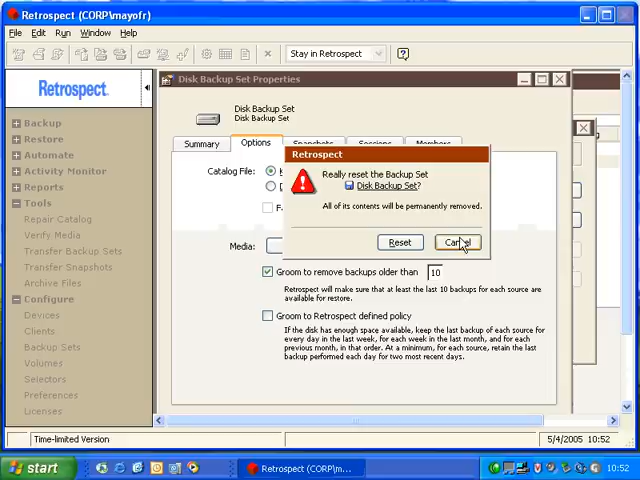 Retrospect (CORP\mayofr)
File Edit Run Window Help
Stay in Retrospect
Retrospect
Backup
Restore
Automate
Activity Monitor
Reports
Tools
Repair Catalog
Verify Media
Transfer Backup Sets
Transfer Snapshots
Archive Files
Configure
Devices
Clients
Backup Sets
Volumes
Selectors
Preferences
Licenses
Disk Backup Set Properties
Disk Backup Set
Disk Backup Set
Summary Options Snapshots Sessions Members
Catalog File:
Media:
Retrospect
Really reset the Backup Set
Disk Backup Set?
All of its contents will be permanently removed.
Reset Cancel
Groom to remove backups older than 10
Retrospect will make sure that at least the last 10 backups for each source are
available for restore.
Groom to Retrospect defined policy
If the disk has enough space available, keep the last backup of each source for
every day in the last week, for each week in the last month, and for each
previous month, in that order. At a minimum, for each source, retain the last
backup performed each day for two most recent days.
Time-limited Version
5/4/2005 10:52
start
Retrospect (CORP\m...
10:52